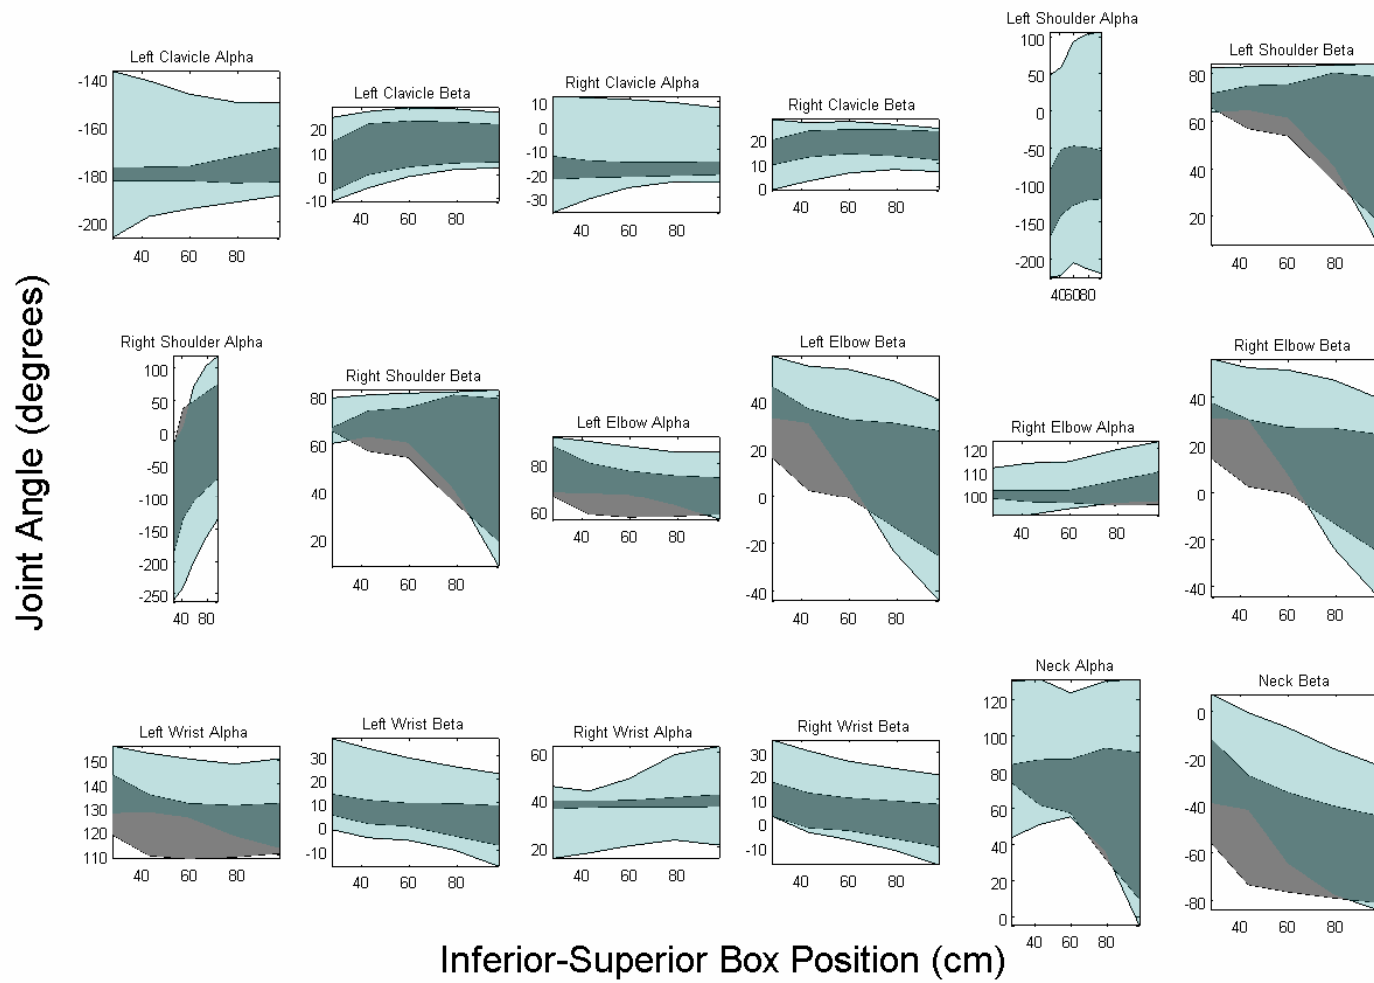 Joint Angle (degrees)
Left Clavicle Alpha
-140
-160
-180
-200
40 60 80
Left Clavicle Beta
20
10
0
-10
40 60 80
Right Clavicle Alpha
10
0
-10
-20
-30
40 60 80
Right Clavicle Beta
20
10
0
40 60 80
Left Shoulder Alpha
100
50
0
-50
-100
-150
-200
40 60 80
Left Shoulder Beta
80
60
40
20
40 60 80
Right Shoulder Alpha
100
50
0
-50
-100
-150
-200
-250
40 80
Right Shoulder Beta
80
60
40
20
40 60 80
Left Elbow Alpha
80
60
40 60 80
Left Elbow Beta
40
20
0
-20
-40
40 60 80
Right Elbow Alpha
120
110
100
40 60 80
Right Elbow Beta
40
20
0
-20
-40
40 60 80
Left Wrist Alpha
150
140
130
120
110
40 60 80
Left Wrist Beta
30
20
10
0
-10
40 60 80
Right Wrist Alpha
60
40
20
40 60 80
Right Wrist Beta
30
20
10
0
-10
40 60 80
Neck Alpha
120
100
80
60
40
20
0
40 60 80
Neck Beta
0
-20
-40
-60
-80
40 60 80
Inferior-Superior Box Position (cm)